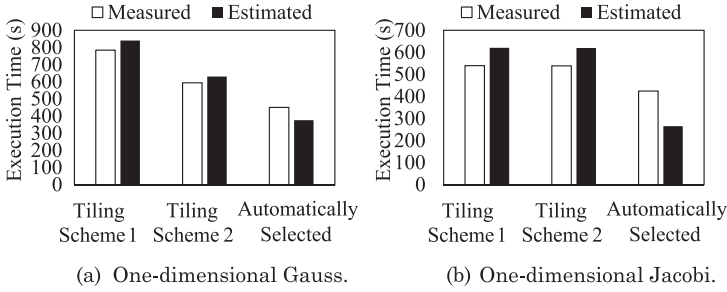 Measured Estimated
Execution Time (s)
900
800
700
600
500
400
300
200
100
0
Tiling Scheme 1
Tiling Scheme 2
Automatically Selected
(a) One-dimensional Gauss.
Measured Estimated
Execution Time (s)
700
600
500
400
300
200
100
0
Tiling Scheme 1
Tiling Scheme 2
Automatically Selected
(b) One-dimensional Jacobi.